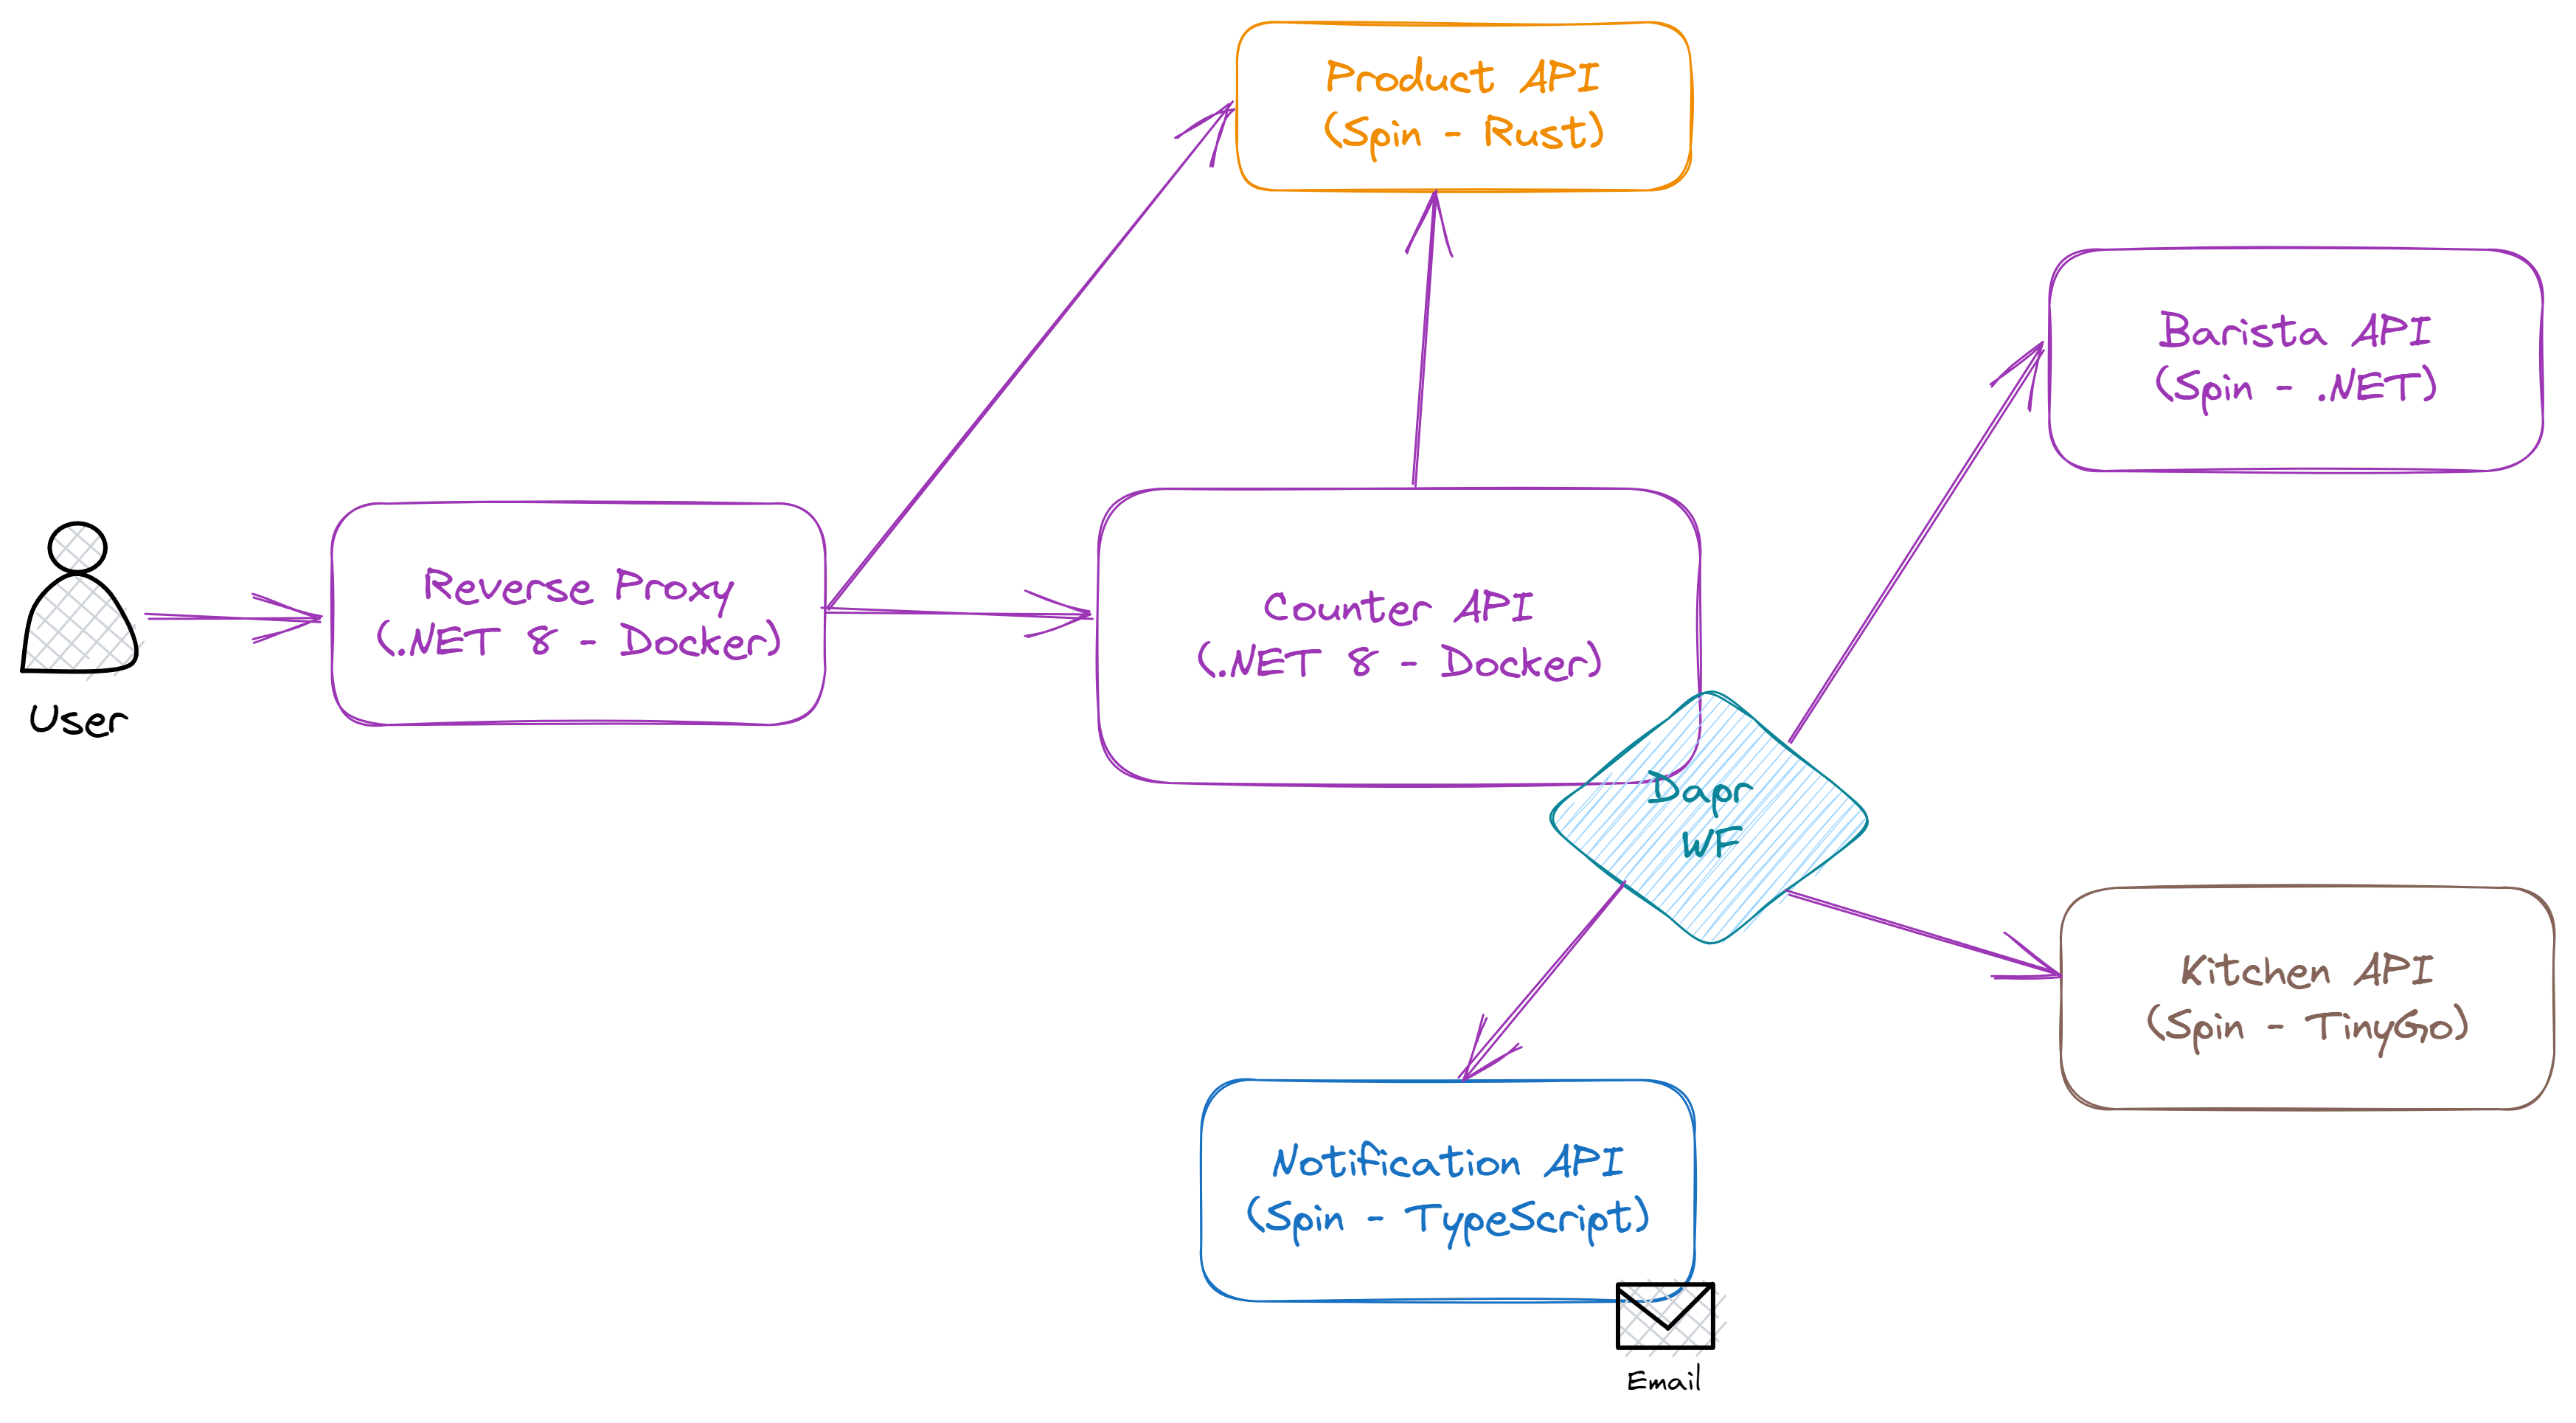 Product API
(Spin - Rust)
Barista API
(Spin - .NET)
Reverse Proxy
(.NET 8 - Docker)
Counter API
(.NET 8 - Docker)
User
Dapr
WF
Kitchen API
(Spin - TinyGo)
Notification API
(Spin - TypeScript)
Email